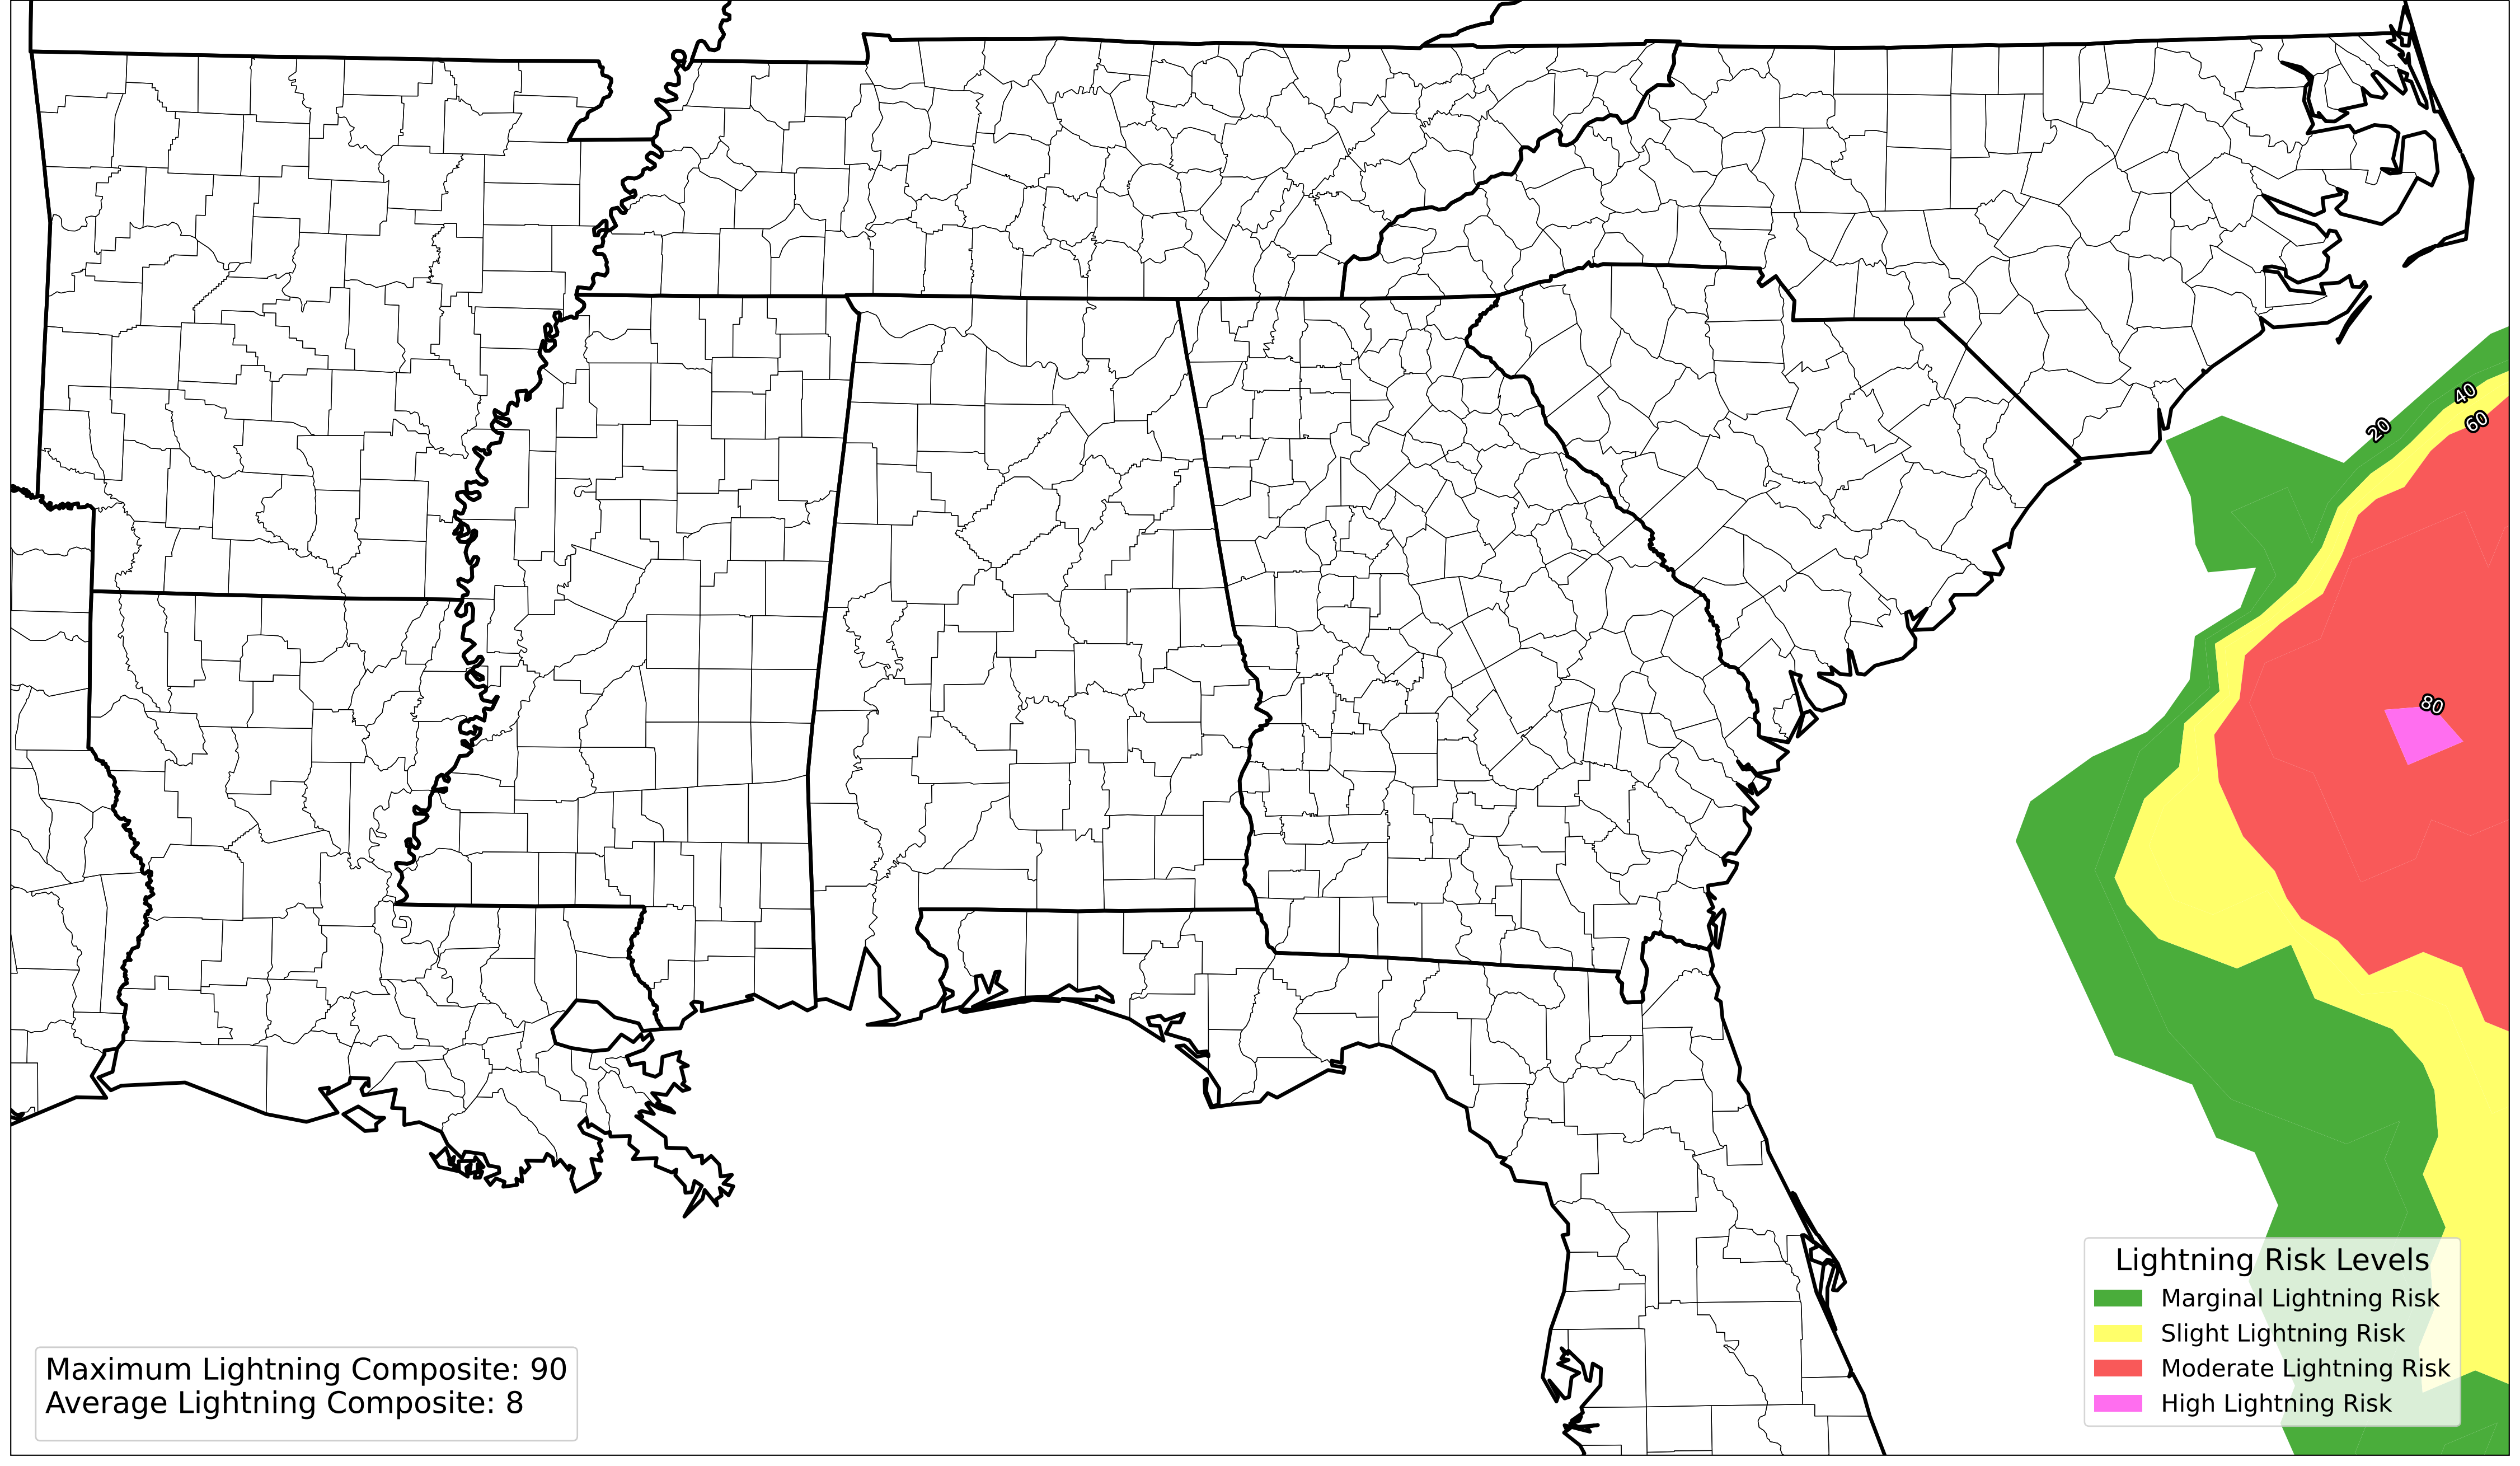 40
20
60
80
Lightning Risk Levels
Marginal Lightning Risk
Slight Lightning Risk
Moderate Lightning Risk
High Lightning Risk
Maximum Lightning Composite: 90
Average Lightning Composite: 8